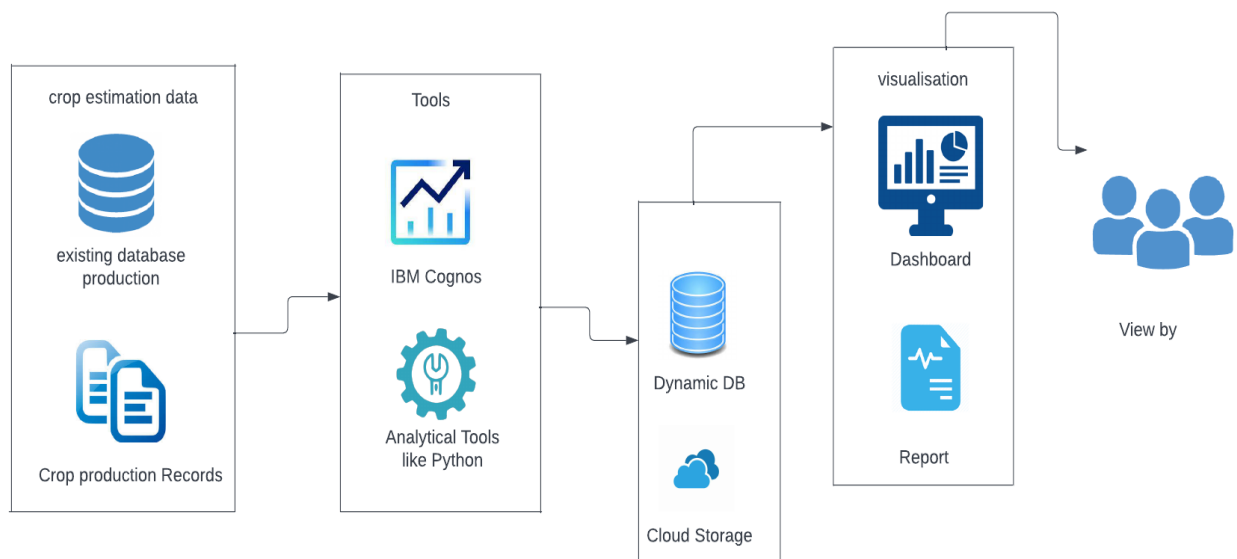 crop estimation data
existing database
production
Crop production Records
Tools
IBM Cognos
Analytical Tools
like Python
Dynamic DB
Cloud Storage
visualisation
Dashboard
Report
View by